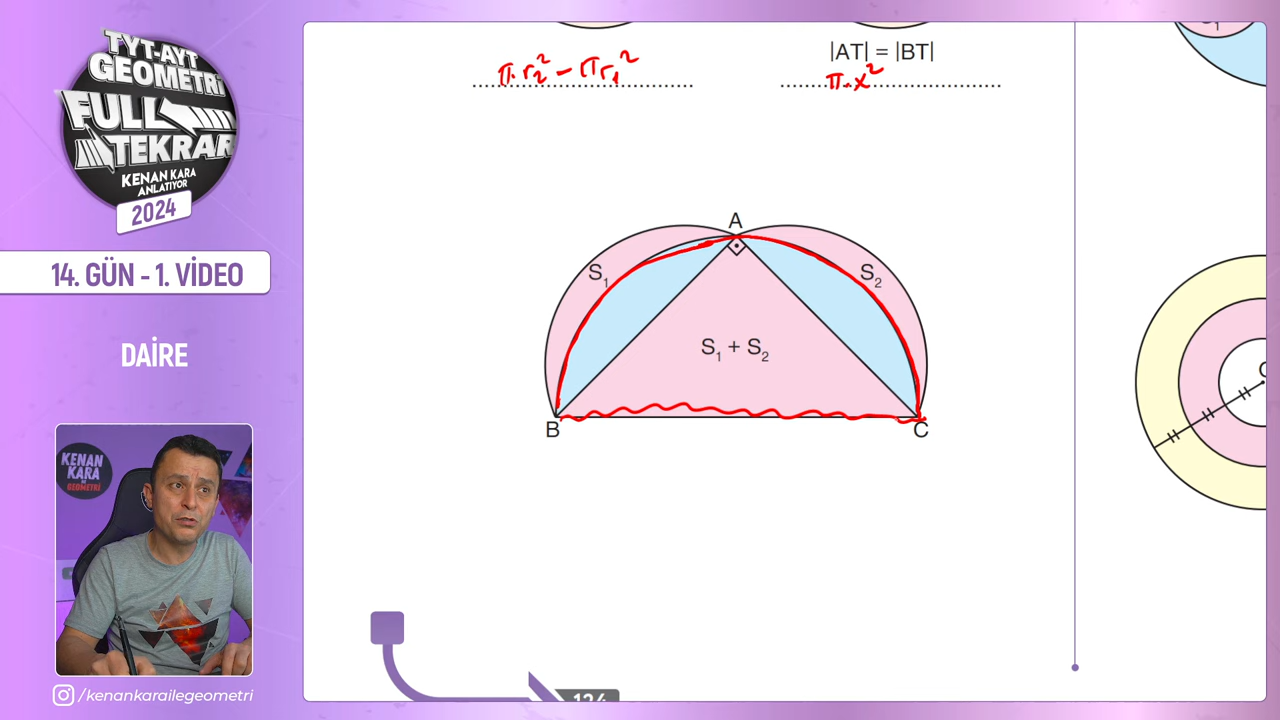 TYT-AYT
GEOMETRİ
FULL
TEKRAR
KENAN KARA
ANLATIYOR
2024
14. GÜN - 1. VİDEO
DAİRE
KENAN
KARA
GEOMETRİ
/kenankarailegeometri
|AT| = |BT|
π.r₂² - πr₁²
π.x²
A
S₁
S₂
S₁ + S₂
B
C